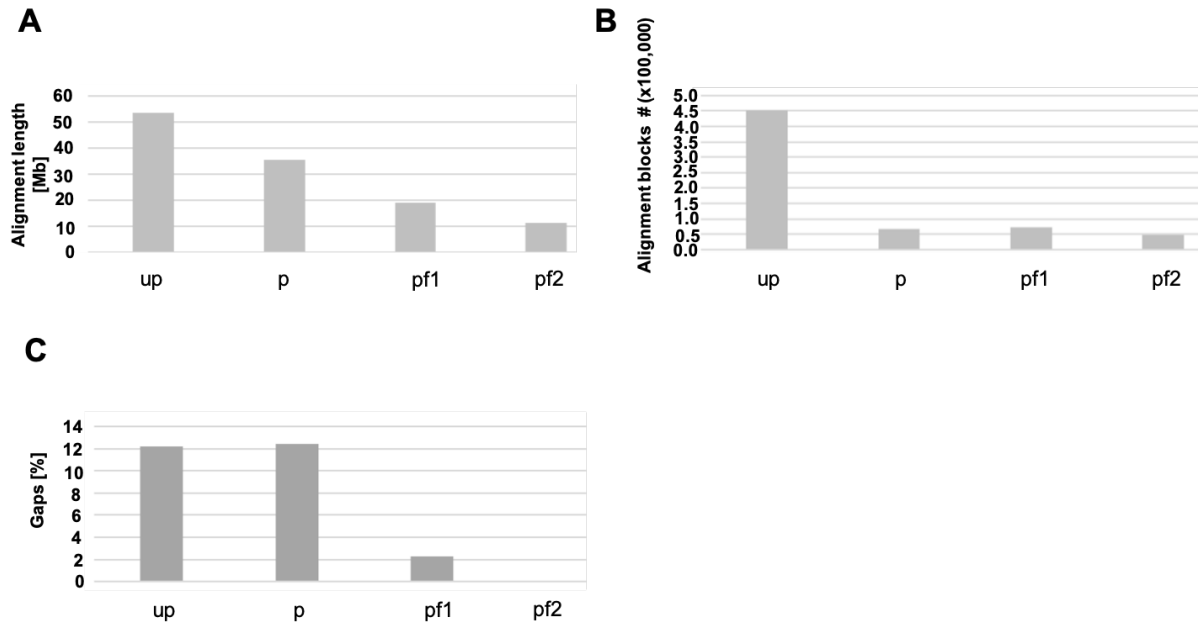 A
Alignment length
[Mb]
60
50
40
30
20
10
0
up p pf1 pf2
B
Alignment blocks # (x100,000)
5.0
4.5
4.0
3.5
3.0
2.5
2.0
1.5
1.0
0.5
0.0
up p pf1 pf2
C
Gaps [%]
14
12
10
8
6
4
2
0
up p pf1 pf2